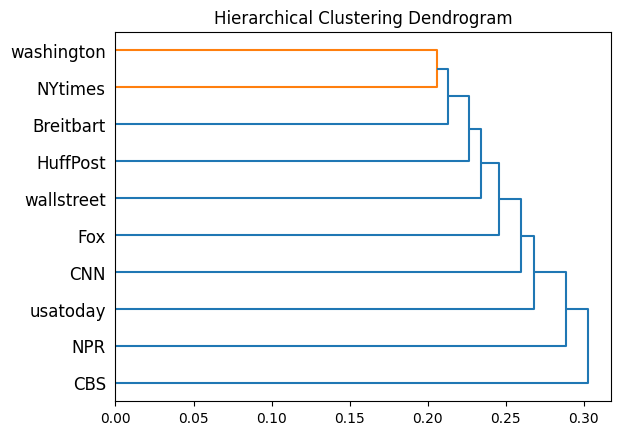 Hierarchical Clustering Dendrogram
washington
NYtimes
Breitbart
HuffPost
wallstreet
Fox
CNN
usatoday
NPR
CBS
0.00 0.05 0.10 0.15 0.20 0.25 0.30